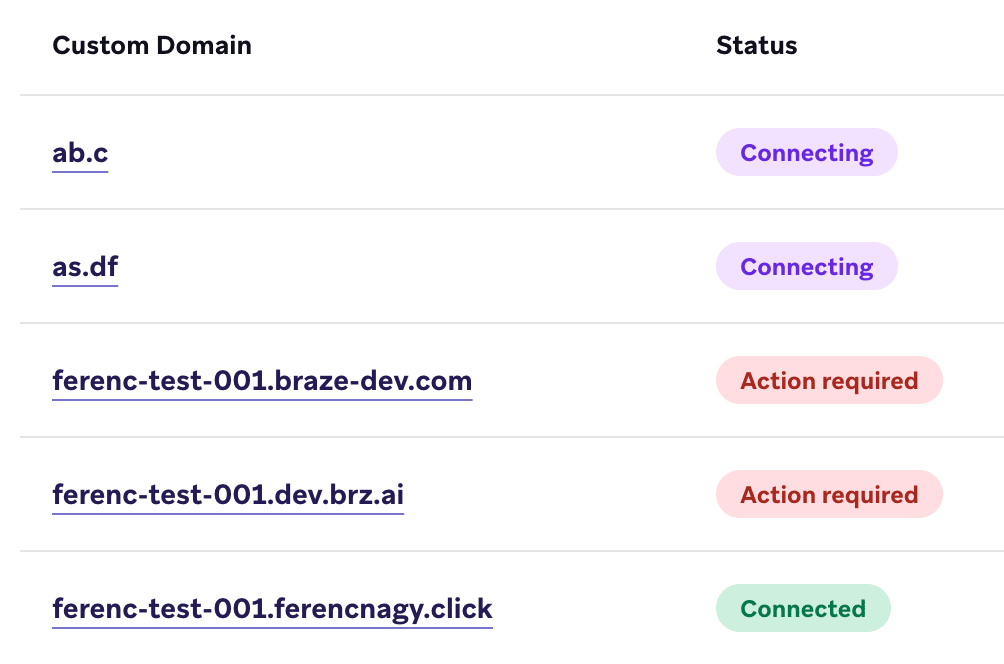 Custom Domain Status
ab.c Connecting
as.df Connecting
ferenc-test-001.braze-dev.com Action required
ferenc-test-001.dev.brz.ai Action required
ferenc-test-001.ferencnagy.click Connected